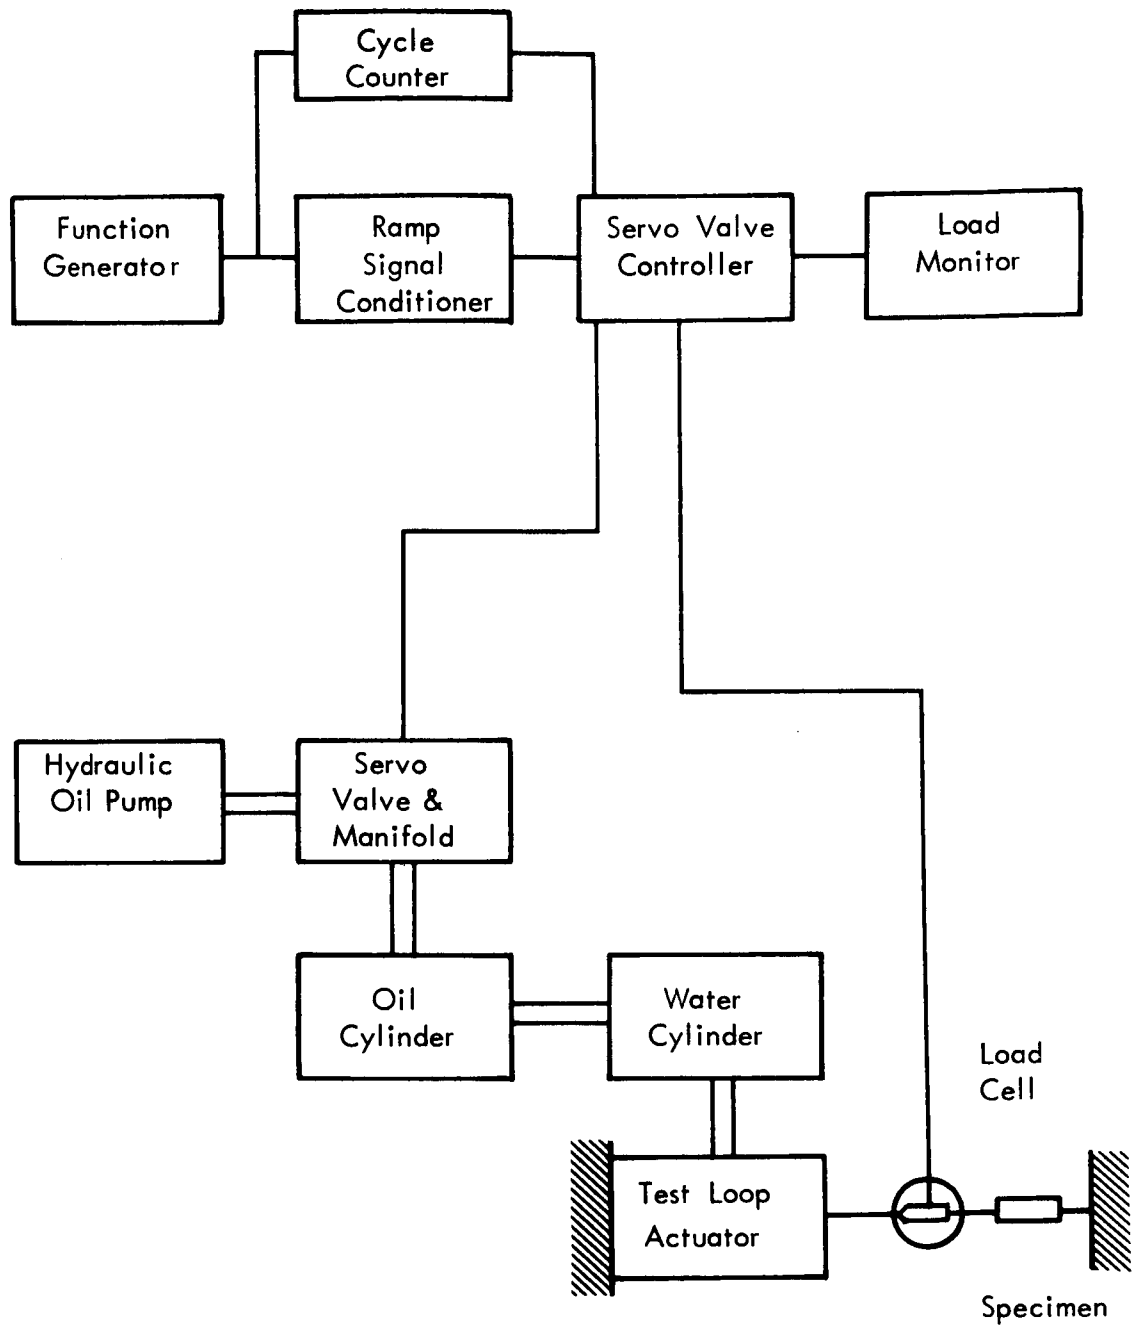 Cycle
Counter
Function
Generator
Ramp
Signal
Conditioner
Servo Valve
Controller
Load
Monitor
Hydraulic
Oil Pump
Servo
Valve &
Manifold
Oil
Cylinder
Water
Cylinder
Load
Cell
Test Loop
Actuator
Specimen